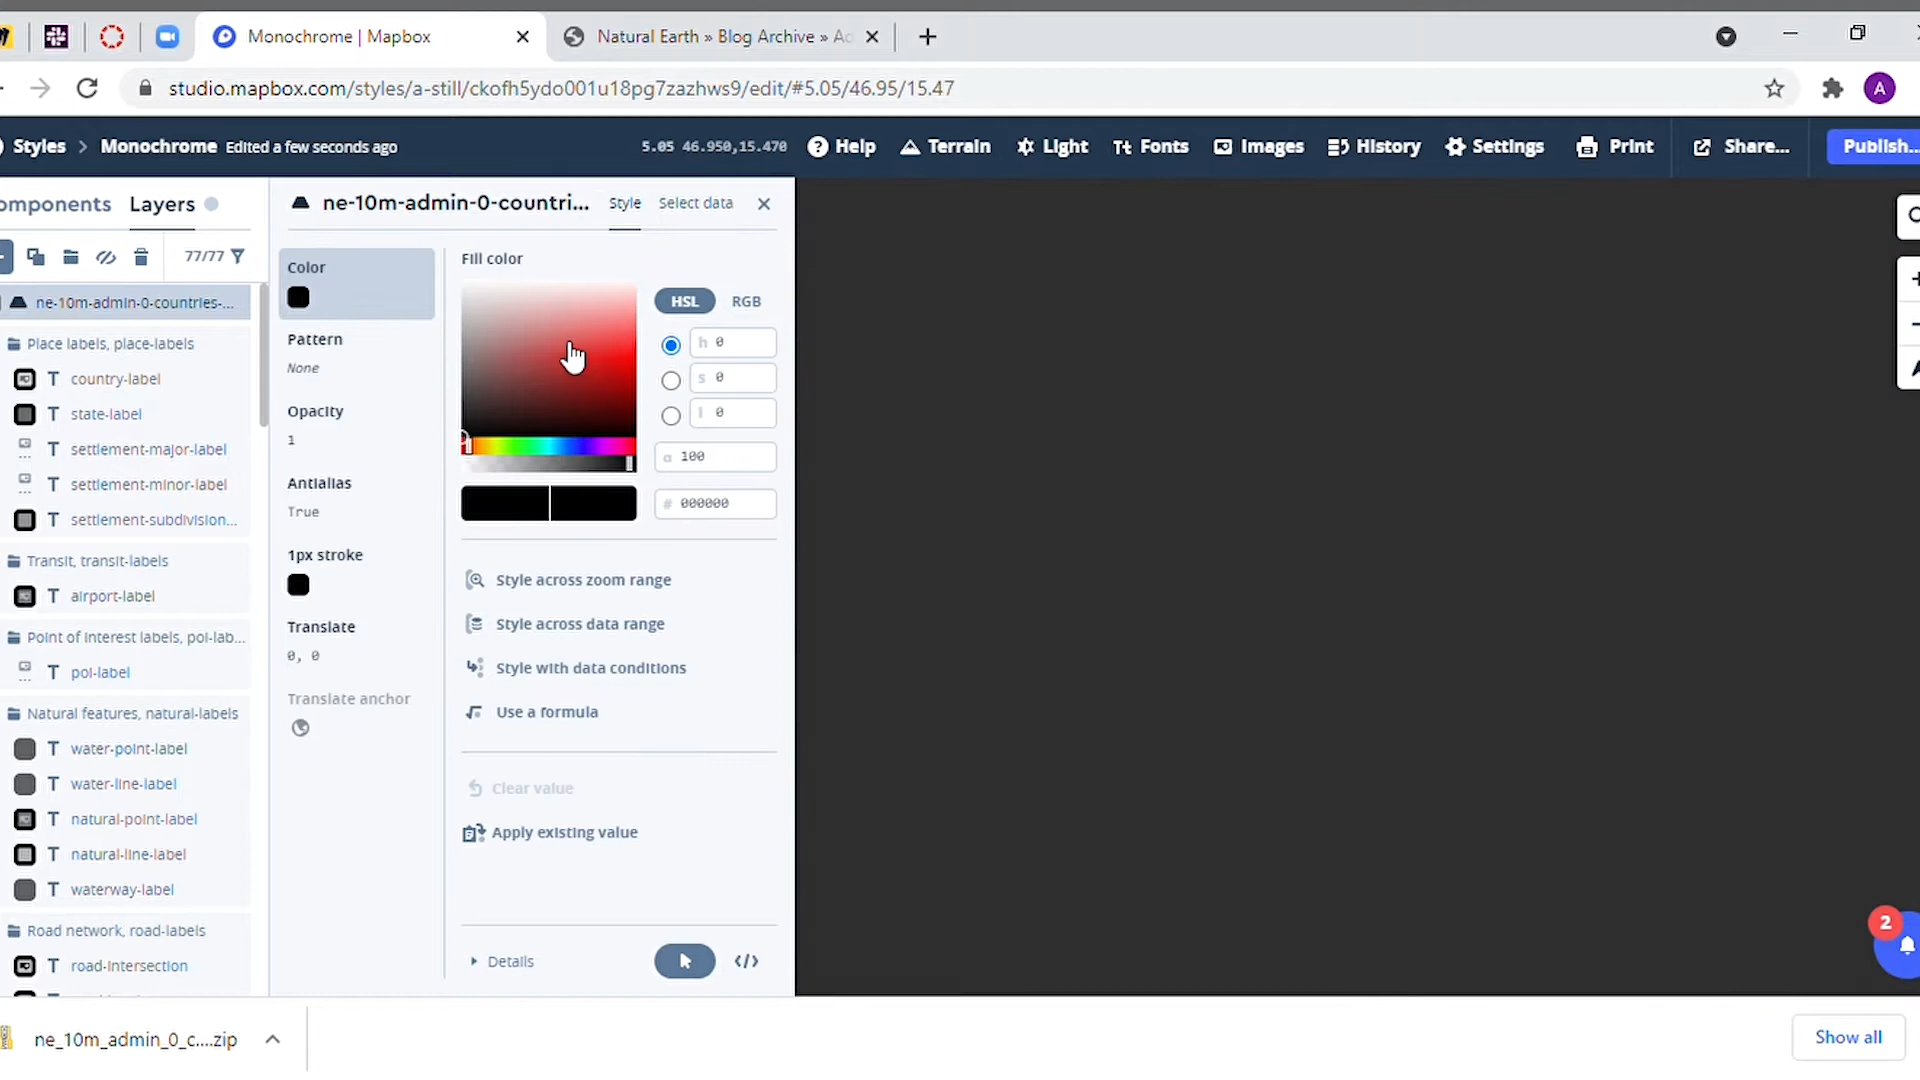 Monochrome | Mapbox
Natural Earth » Blog Archive » Ac
studio.mapbox.com/styles/a-still/ckofh5ydo001u18pg7zazhws9/edit/#5.05/46.95/15.47
A
Styles > Monochrome Edited a few seconds ago
5.05 46.950,15.470
Help
Terrain
Light
Tt Fonts
Images
History
Settings
Print
Share...
Publish...
omponents
Layers
77/77
ne-10m-admin-0-countries-...
Place labels, place-labels
T country-label
T state-label
T settlement-major-label
T settlement-minor-label
T settlement-subdivision...
Transit, transit-labels
T airport-label
Point of interest labels, poi-lab...
T poi-label
Natural features, natural-labels
T water-point-label
T water-line-label
T natural-point-label
T natural-line-label
T waterway-label
Road network, road-labels
T road-intersection
ne-10m-admin-0-countri...
Style
Select data
Color
Pattern
None
Opacity
1
Antialias
True
1px stroke
Translate
0, 0
Translate anchor
Fill color
HSL
RGB
h 0
s 0
l 0
a 100
# 000000
Style across zoom range
Style across data range
Style with data conditions
Use a formula
Clear value
Apply existing value
Details
</>
2
ne_10m_admin_0_c....zip
Show all